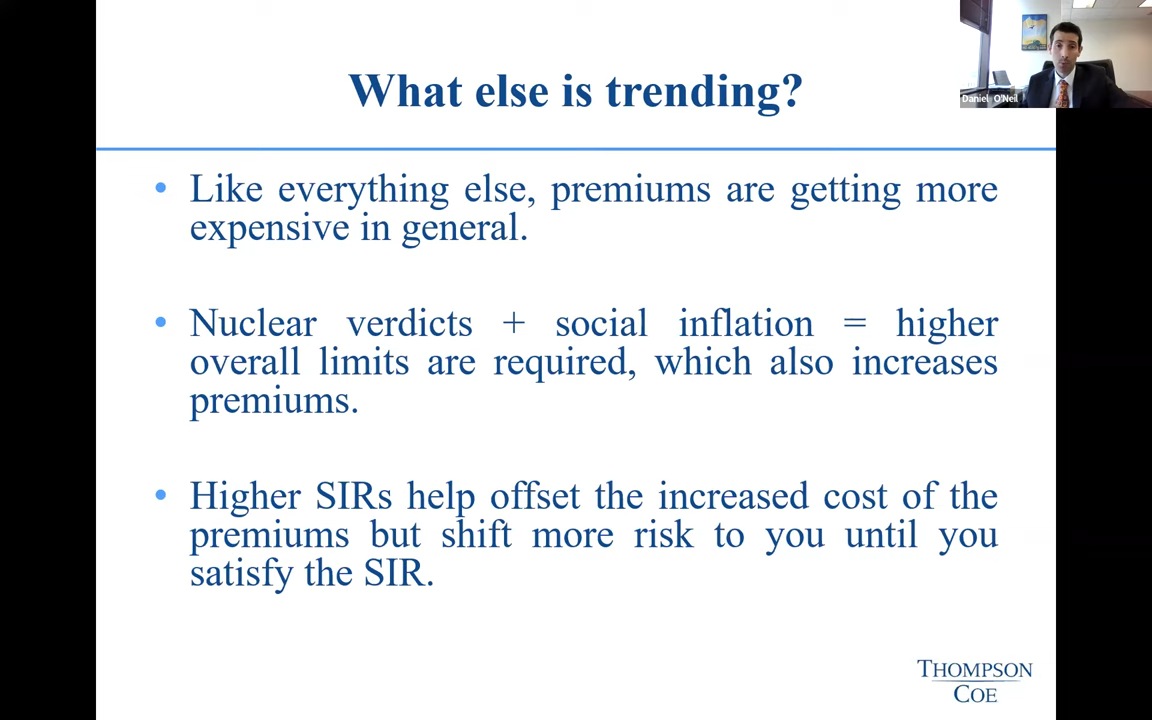 What else is trending?
Daniel O'Neil
• Like everything else, premiums are getting more
expensive in general.
• Nuclear verdicts + social inflation = higher
overall limits are required, which also increases
premiums.
• Higher SIRs help offset the increased cost of the
premiums but shift more risk to you until you
satisfy the SIR.
THOMPSON
COE